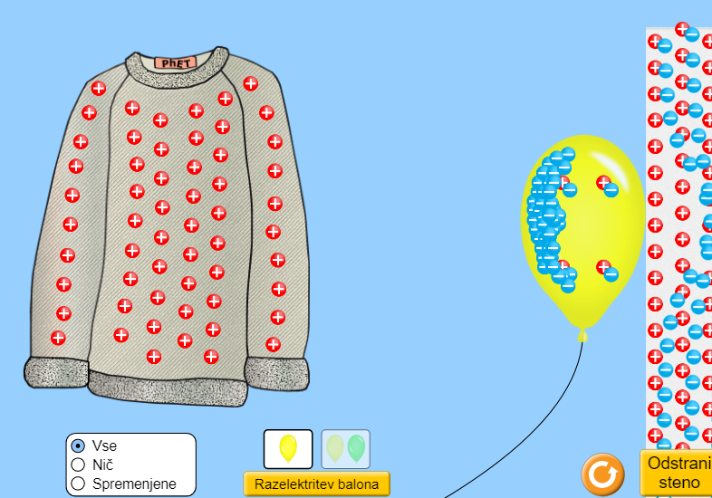 PhET
Vse
Nič
Spremenjene
Razelektritev balona
Odstrani
steno